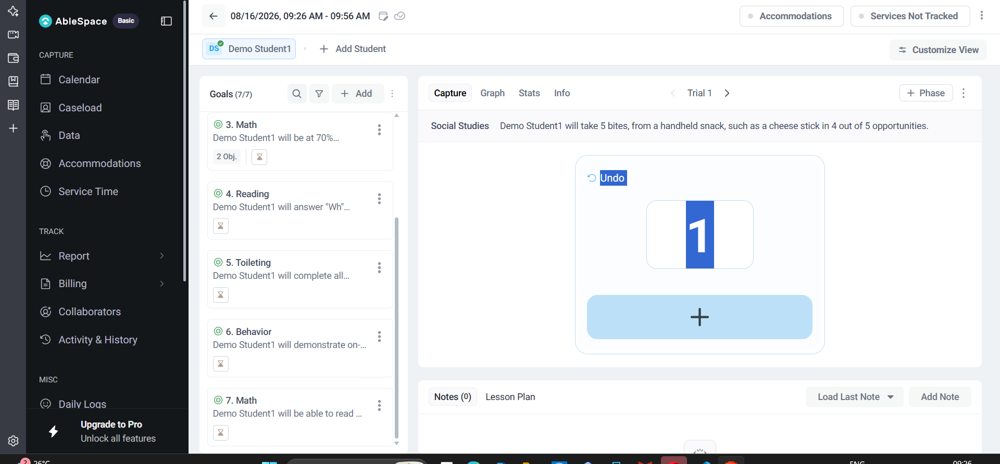 AbleSpace Basic
CAPTURE
Calendar
Caseload
Data
Accommodations
Service Time
TRACK
Report
Billing
Collaborators
Activity & History
MISC
Daily Logs
Upgrade to Pro
Unlock all features
08/16/2026, 09:26 AM - 09:56 AM
Accommodations
Services Not Tracked
DS Demo Student1
Add Student
Customize View
Goals (7/7)
Add
3. Math
Demo Student1 will be at 70%...
2 Obj.
4. Reading
Demo Student1 will answer "Wh"...
5. Toileting
Demo Student1 will complete all...
6. Behavior
Demo Student1 will demonstrate on-...
7. Math
Demo Student1 will be able to read ...
Capture Graph Stats Info
Trial 1
Phase
Social Studies Demo Student1 will take 5 bites, from a handheld snack, such as a cheese stick in 4 out of 5 opportunities.
Undo
1
Notes (0) Lesson Plan
Load Last Note
Add Note
2
26°C
ENG
09:26